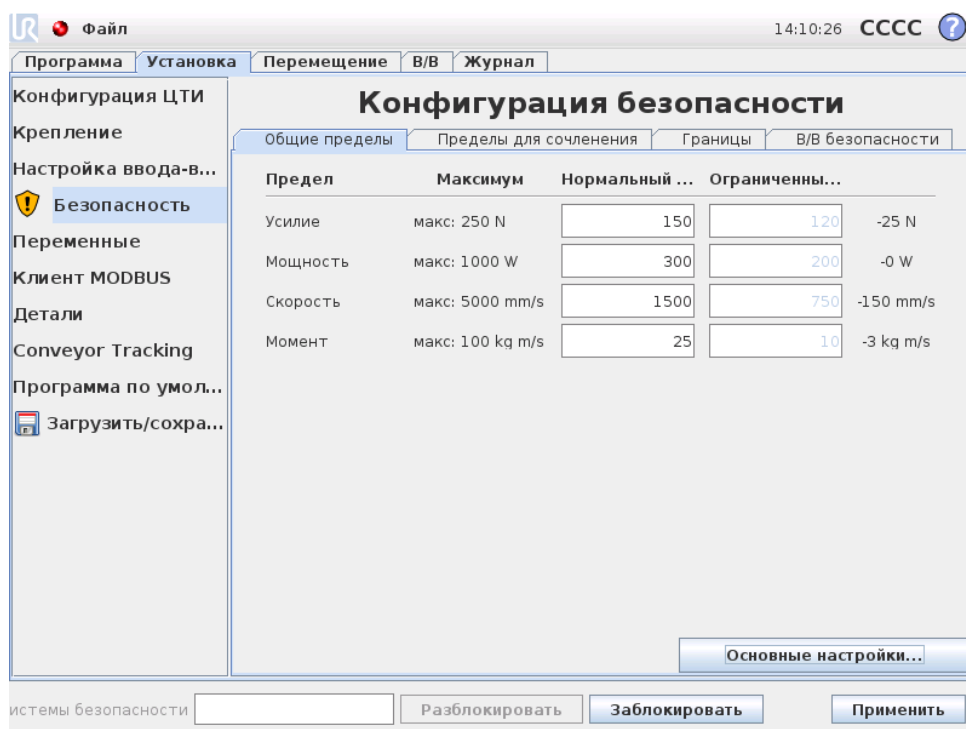 UR Файл 14:10:26 CCCC ?
Программа Установка Перемещение В/В Журнал
Конфигурация ЦТИ
Крепление
Настройка ввода-в...
Безопасность
Переменные
Клиент MODBUS
Детали
Conveyor Tracking
Программа по умол...
Загрузить/сохра...
Конфигурация безопасности
Общие пределы Пределы для сочленения Границы В/В безопасности
Предел Максимум Нормальный ... Ограниченны...
Усилие макс: 250 N 150 120 -25 N
Мощность макс: 1000 W 300 200 -0 W
Скорость макс: 5000 mm/s 1500 750 -150 mm/s
Момент макс: 100 kg m/s 25 10 -3 kg m/s
Основные настройки...
истемы безопасности Разблокировать Заблокировать Применить